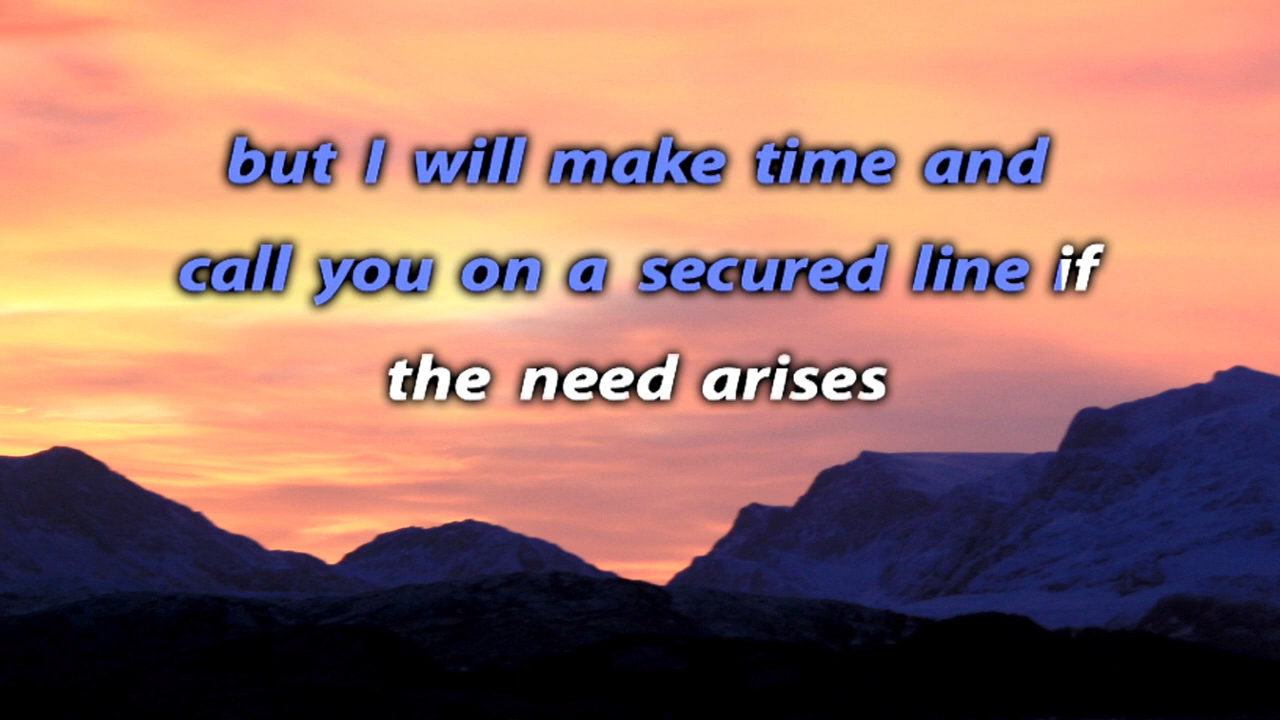 but I will make time and
call you on a secured line if
the need arises